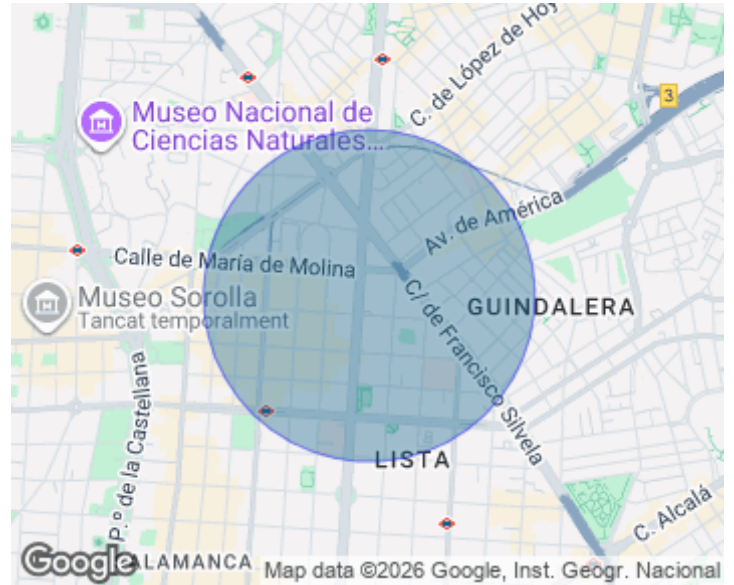 C. de López de Hoy
3
Museo Nacional de
Ciencias Naturales...
Av. de América
Calle de María de Molina
Museo Sorolla
Tancat temporalment
GUINDALERA
C/ de Francisco Silvela
P.º de la Castellana
LISTA
C. Alcalá
Google
ALAMANCA
Map data ©2026 Google, Inst. Geogr. Nacional